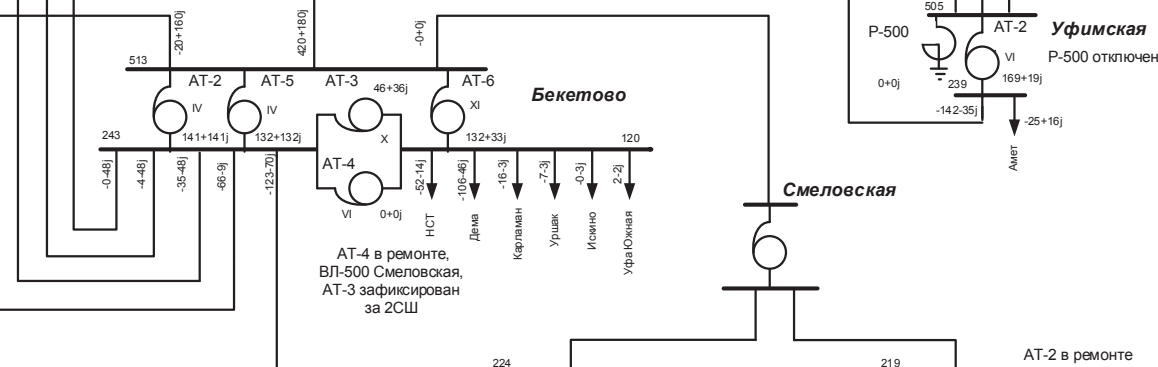 505
Р-500
АТ-2
Уфимская
VI
Р-500 отключен
0+0j
239
169+19j
-142-35j
-25+16j
Амет
-20+160j
420+180j
-0+0j
513
АТ-2
АТ-5
АТ-3
АТ-6
IV
IV
46+36j
XI
Бекетово
X
243
141+141j
132+132j
132+33j
120
АТ-4
VI
0+0j
-0-48j
-4-48j
-35-48j
-66-9j
-123-70j
-52-14j
-106-46j
-16-3j
-7-3j
-0-3j
2-2j
НСТ
Дема
Карламан
Уршак
Искино
Уфа Южная
Смеловская
АТ-4 в ремонте,
ВЛ-500 Смеловская,
АТ-3 зафиксирован
за 2СШ
224
219
АТ-2 в ремонте